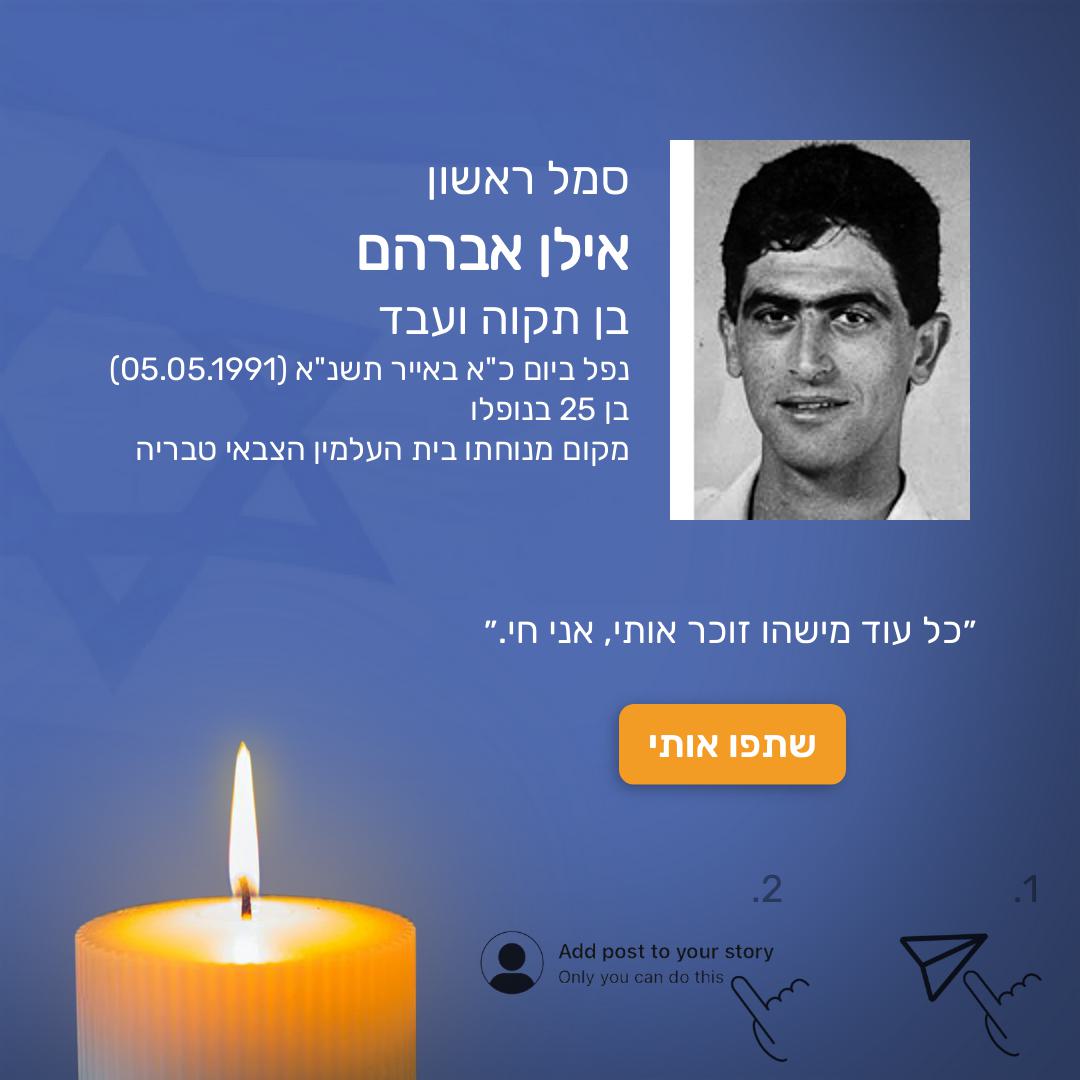 סמל ראשון
אילן אברהם
בן תקוה ועבד
נפל ביום כ"א באייר תשנ"א (05.05.1991)
בן 25 בנופלו
מקום מנוחתו בית העלמין הצבאי טבריה
״כל עוד מישהו זוכר אותי, אני חי.״
שתפו אותי
1.
2.
Add post to your story
Only you can do this